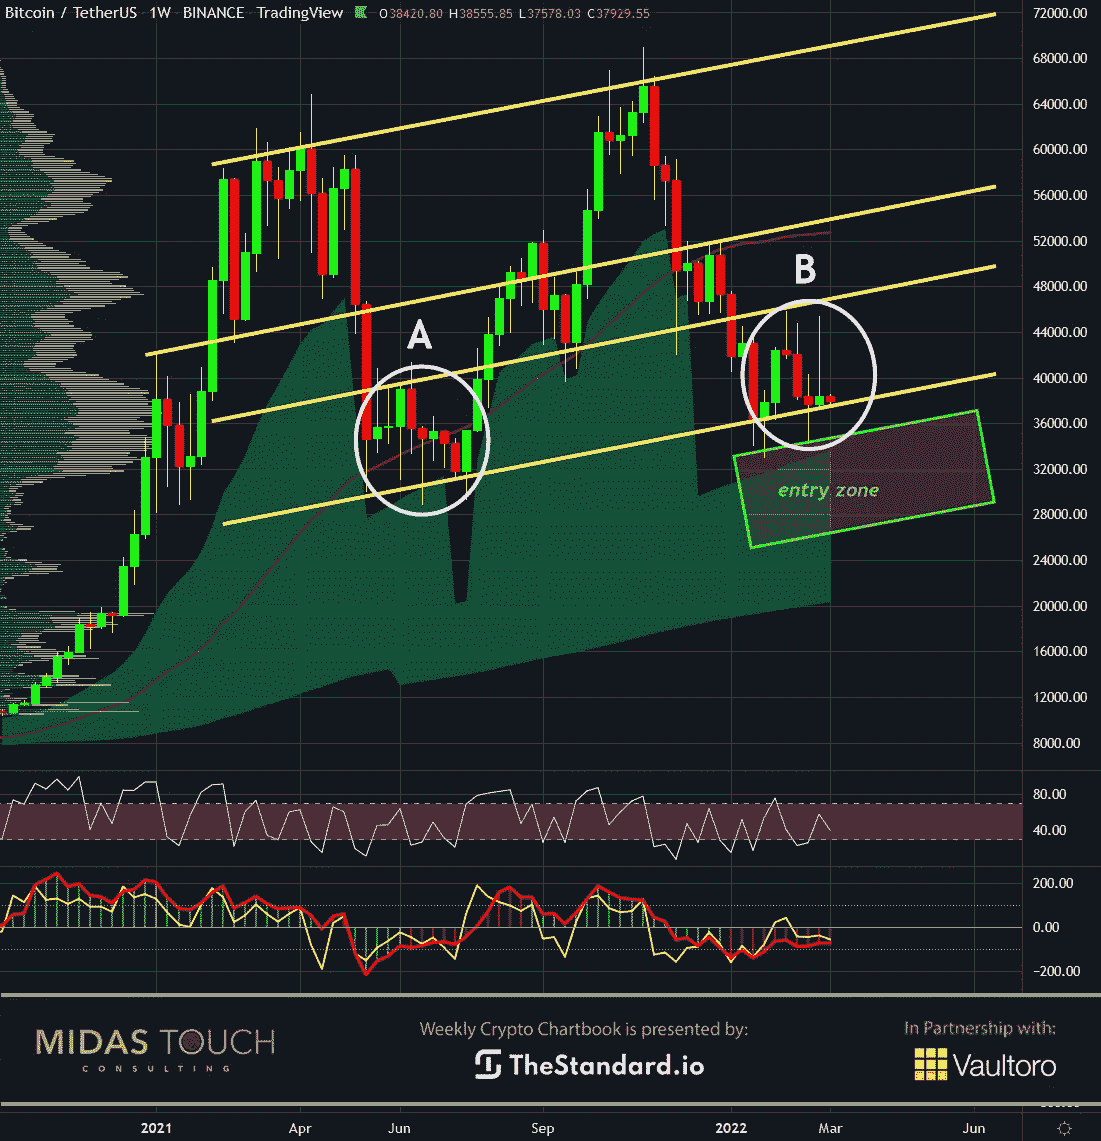 Bitcoin / TetherUS 1W BINANCE TradingView O38420.80 H38555.85 L37578.03 C37929.55
72000.00
68000.00
64000.00
60000.00
56000.00
52000.00
B
48000.00
A
44000.00
40000.00
36000.00
32000.00
entry zone
28000.00
24000.00
20000.00
16000.00
12000.00
8000.00
80.00
40.00
200.00
0.00
−200.00
MIDAS TOUCH
CONSULTING
Weekly Crypto Chartbook is presented by:
TheStandard.io
In Partnership with:
Vaultoro
2021 Apr Jun Sep 2022 Mar Jun